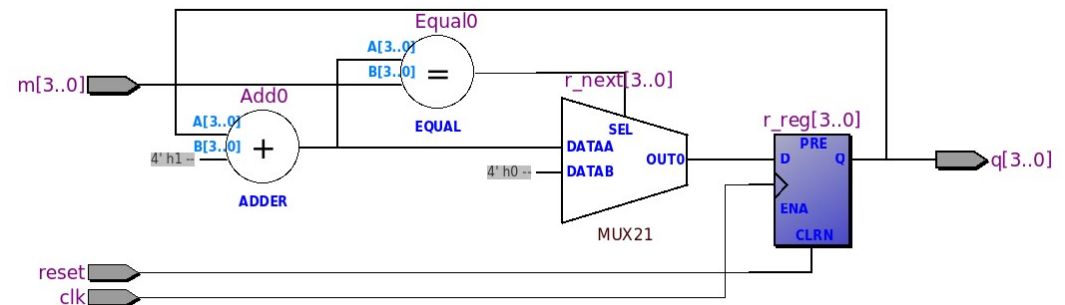 Equal0
A[3..0]
B[3..0]
=
EQUAL
m[3..0]
r_next[3..0]
Add0
A[3..0]
B[3..0]
4' h1 --
+
ADDER
SEL
DATAA
DATAB
4' h0 --
OUT0
MUX21
r_reg[3..0]
PRE
D
Q
ENA
CLRN
q[3..0]
reset
clk